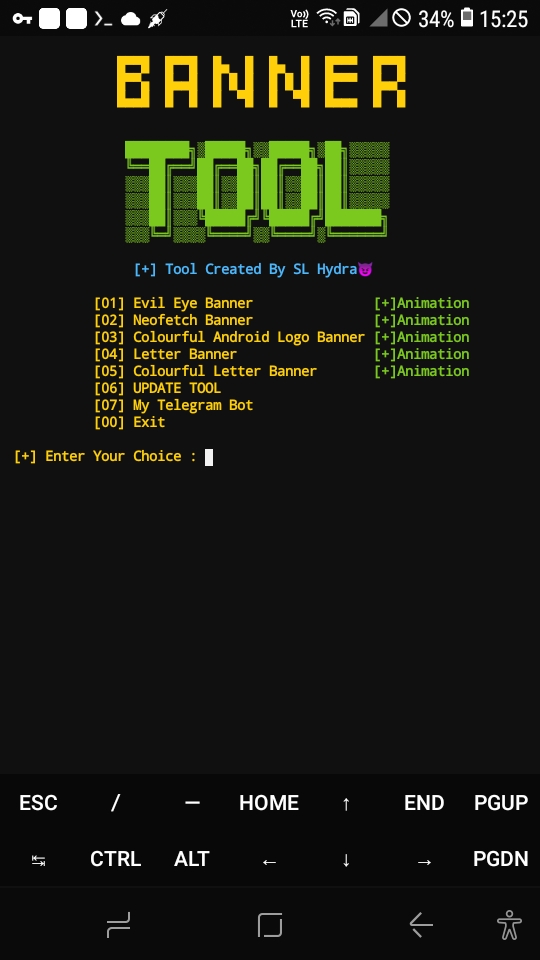 Vo)) LTE 34% 15:25
BANNER
TOOL
[+] Tool Created By SL Hydra😈
[01] Evil Eye Banner [+]Animation
[02] Neofetch Banner [+]Animation
[03] Colourful Android Logo Banner [+]Animation
[04] Letter Banner [+]Animation
[05] Colourful Letter Banner [+]Animation
[06] UPDATE TOOL
[07] My Telegram Bot
[00] Exit
[+] Enter Your Choice :
ESC / — HOME ↑ END PGUP
↹ CTRL ALT ← ↓ → PGDN